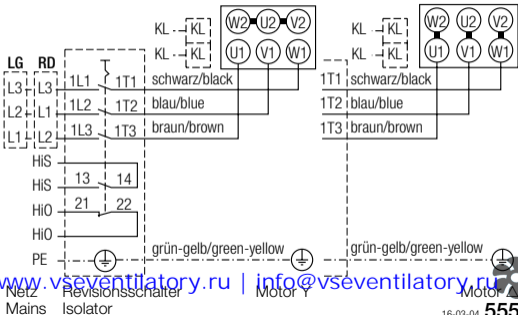 W2 U2 V2
KL KL
KL KL
U1 V1 W1
W2 U2 V2
KL KL
KL KL
U1 V1 W1
LG RD
L3 L3 1L1 1T1 schwarz/black
L2 L1 1L2 1T2 blau/blue
L1 L2 1L3 1T3 braun/brown
1T1 schwarz/black
1T2 blau/blue
1T3 braun/brown
HiS
HiS 13 14
HiO 21 22
HiO
PE grün-gelb/green-yellow
grün-gelb/green-yellow
www.vseventilatory.ru | info@vseventilatory.ru
Netz Revisionsschalter Motor Y Motor △
Mains Isolator
16-03-04 555